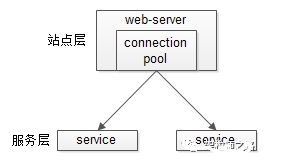 web-server
站点层
connection
pool
服务层
service
service